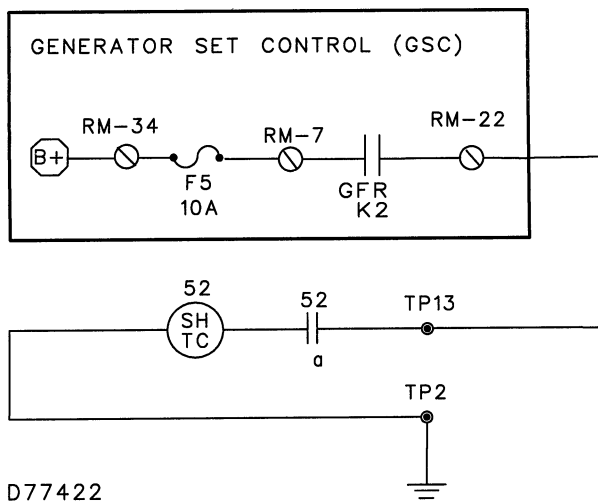 GENERATOR SET CONTROL (GSC)
RM-34
RM-7
RM-22
B+
F5
10A
GFR
K2
52
52
TP13
SH
TC
a
TP2
D77422